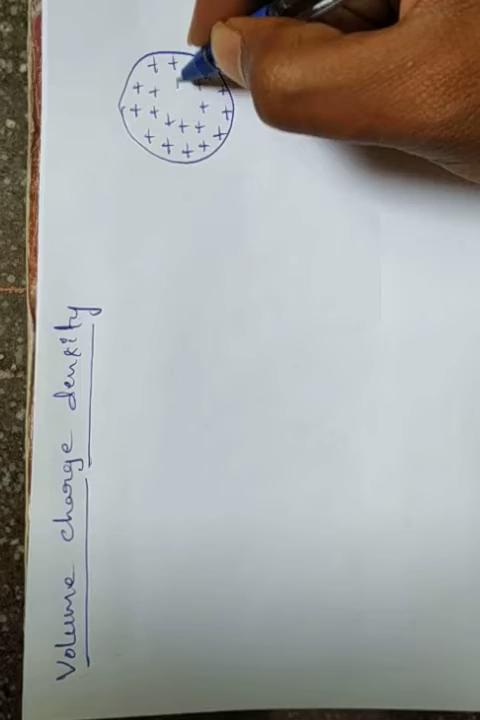 Volume charge density
+ +
+ +
+ + +
+ + +
+ + + +
+ + + +